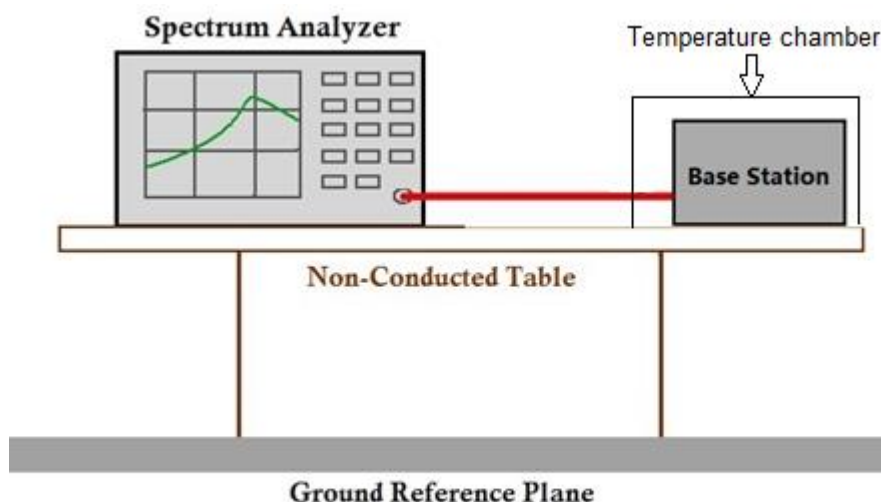 Spectrum Analyzer
Temperature chamber
Base Station
Non-Conducted Table
Ground Reference Plane